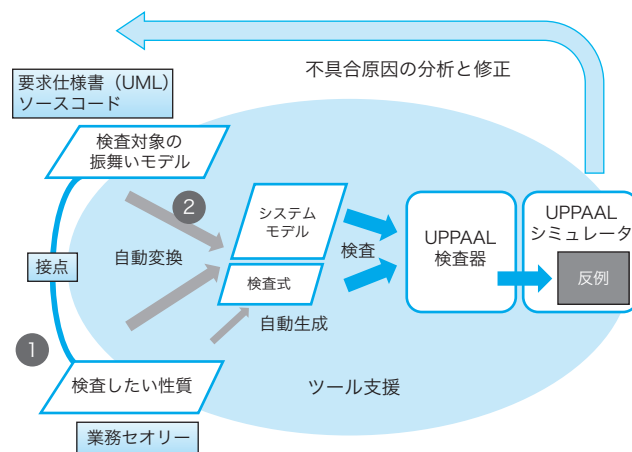 不具合原因の分析と修正
要求仕様書（UML）
ソースコード
検査対象の
振舞いモデル
2
システム
モデル
検査式
自動変換
接点
検査
自動生成
UPPAAL
検査器
UPPAAL
シミュレータ
反例
1
検査したい性質
ツール支援
業務セオリー